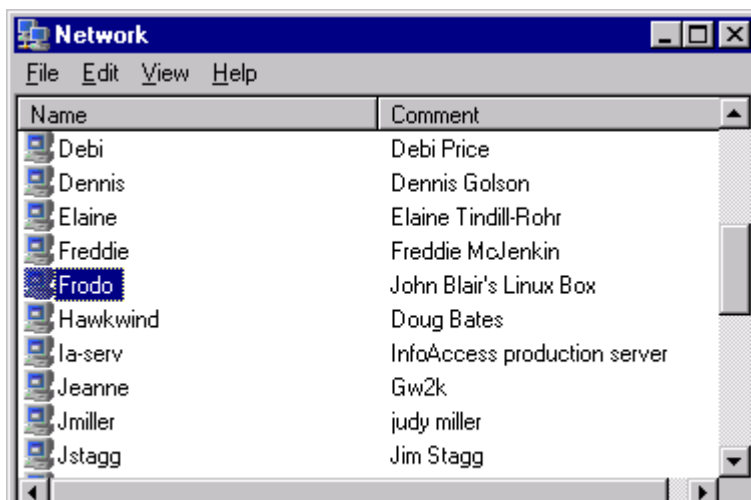 Network
File Edit View Help
Name Comment
Debi Debi Price
Dennis Dennis Golson
Elaine Elaine Tindill-Rohr
Freddie Freddie McJenkin
Frodo John Blair's Linux Box
Hawkwind Doug Bates
Ia-serv InfoAccess production server
Jeanne Gw2k
Jmiller judy miller
Jstagg Jim Stagg